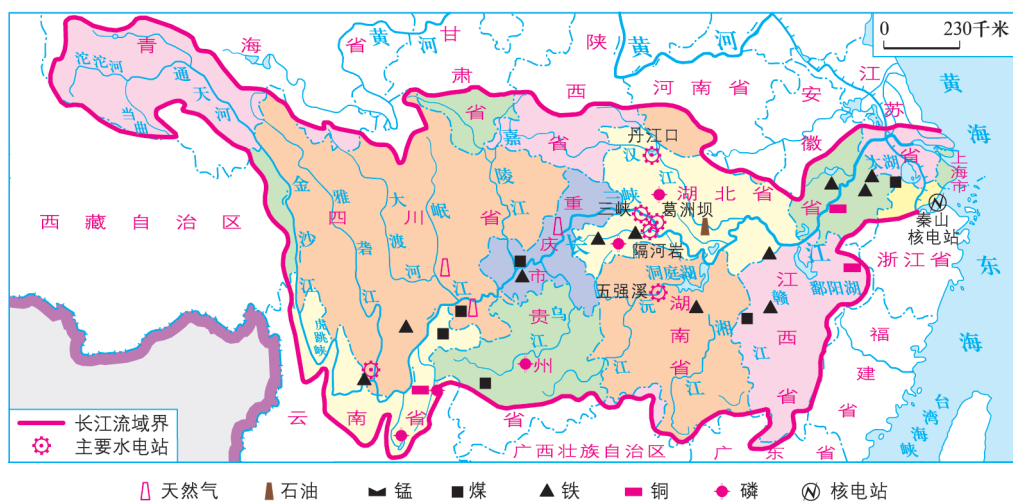 青海省
甘肃省
陕西省
河南省
安徽省
江苏省
黄河
黄河
0 230千米
沱沱河
通天河
当曲
金沙江
雅砻江
大渡河
岷江
嘉陵江
汉江
丹江口
三峡
三峡
葛洲坝
隔河岩
五强溪
洞庭湖
鄱阳湖
太湖
上海市
秦山
核电站
浙江省
黄海
东海
西藏自治区
四川省
重庆市
湖北省
湖南省
江西省
贵州省
云南省
虎跳峡
乌江
沅江
湘江
赣江
长江
福建省
台湾海峡
广西壮族自治区
广东省
长江流域界
主要水电站
天然气 石油 锰 煤 铁 铜 磷 核电站